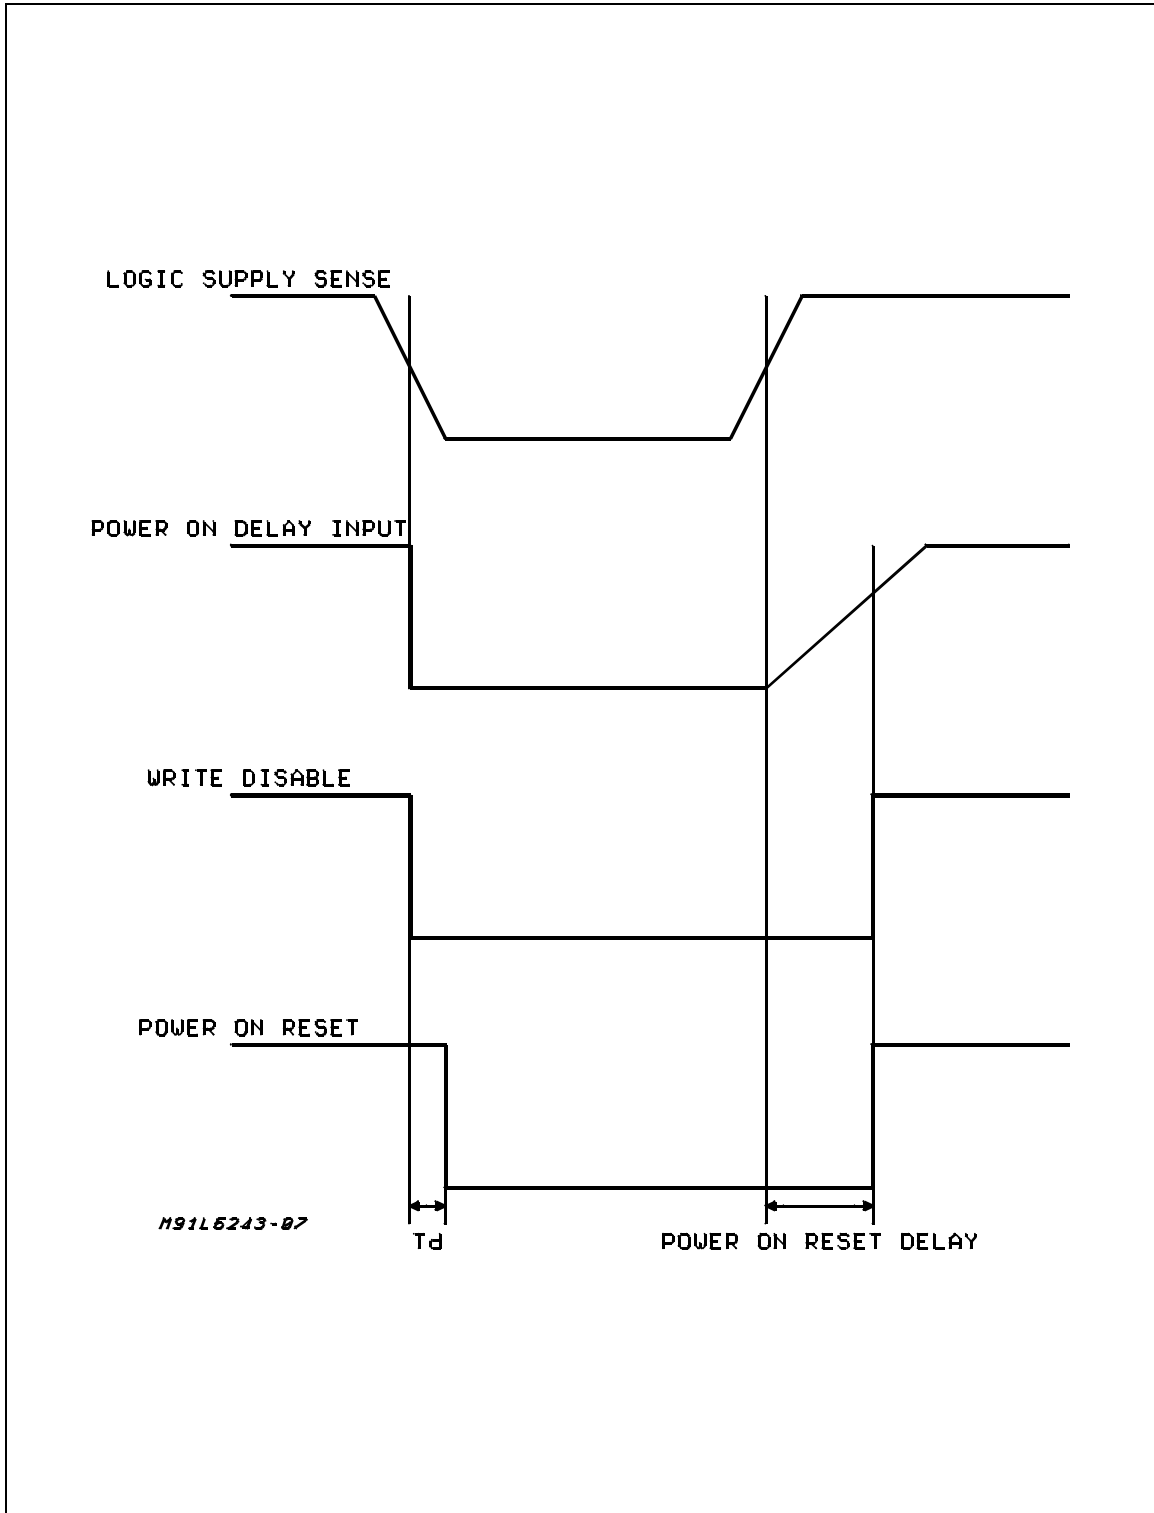 LOGIC SUPPLY SENSE
POWER ON DELAY INPUT
WRITE DISABLE
POWER ON RESET
M91L6243-07
Td
POWER ON RESET DELAY